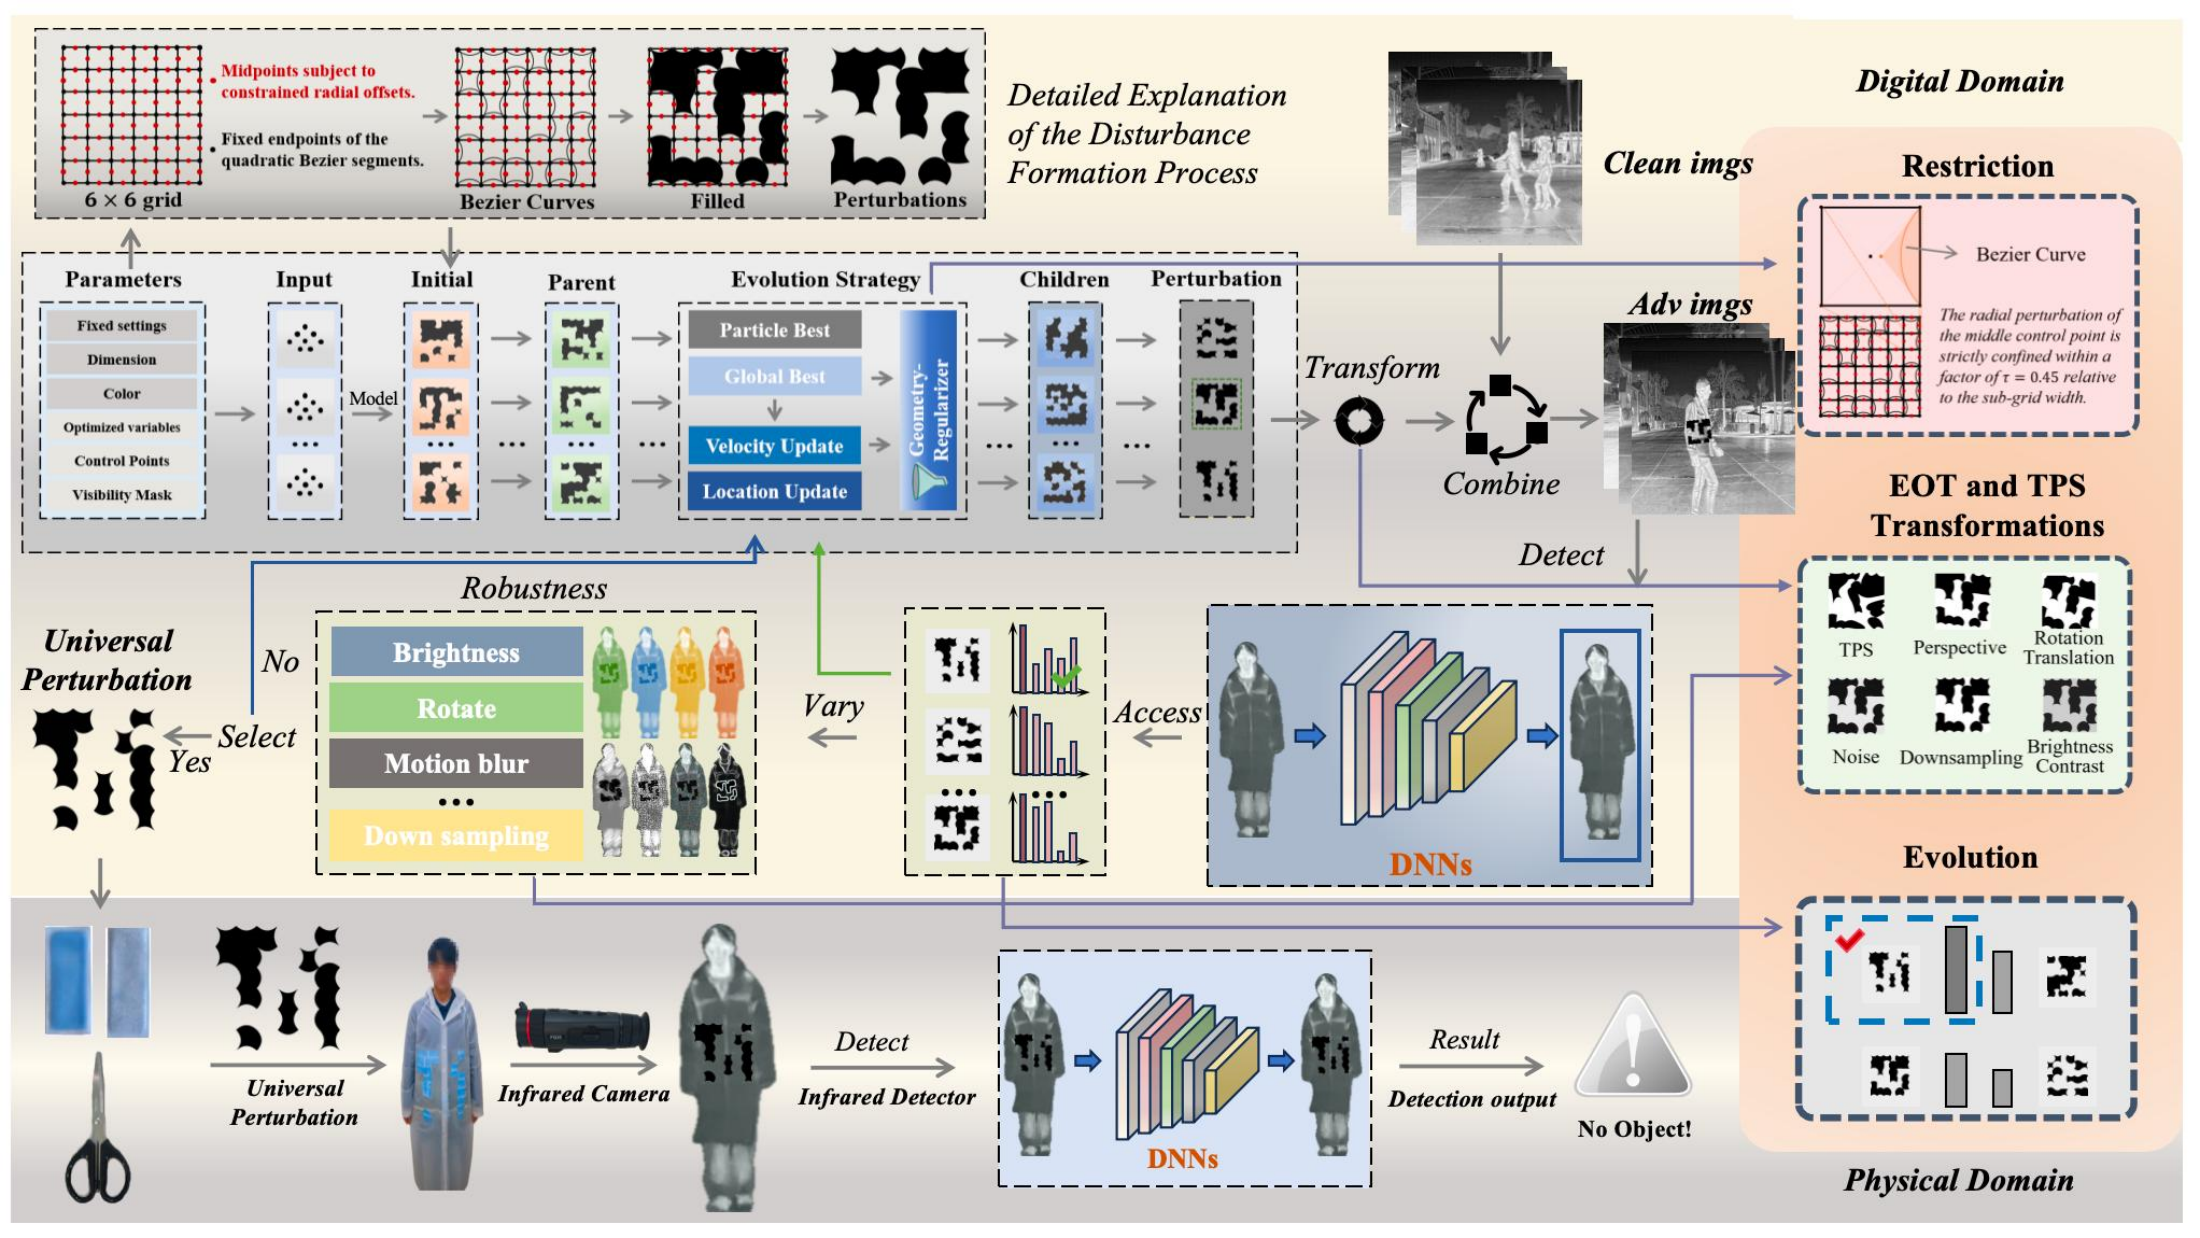 Midpoints subject to
constrained radial offsets.
Fixed endpoints of the
quadratic Bezier segments.
6 × 6 grid
Bezier Curves
Filled
Perturbations
Detailed Explanation
of the Disturbance
Formation Process
Clean imgs
Digital Domain
Restriction
Bezier Curve
The radial perturbation of
the middle control point is
strictly confined within a
factor of τ = 0.45 relative
to the sub-grid width.
Parameters
Input
Initial
Parent
Evolution Strategy
Children
Perturbation
Fixed settings
Dimension
Color
Optimized variables
Control Points
Visibility Mask
Model
Particle Best
Global Best
Velocity Update
Location Update
Geometry-
Regularizer
Transform
Combine
Adv imgs
Detect
EOT and TPS
Transformations
TPS
Perspective
Rotation
Translation
Noise
Downsampling
Brightness
Contrast
Universal
Perturbation
No
Select
Yes
Robustness
Brightness
Rotate
Motion blur
...
Down sampling
Vary
Access
DNNs
Evolution
Universal
Perturbation
Infrared Camera
Detect
Infrared Detector
DNNs
Result
Detection output
No Object!
Physical Domain